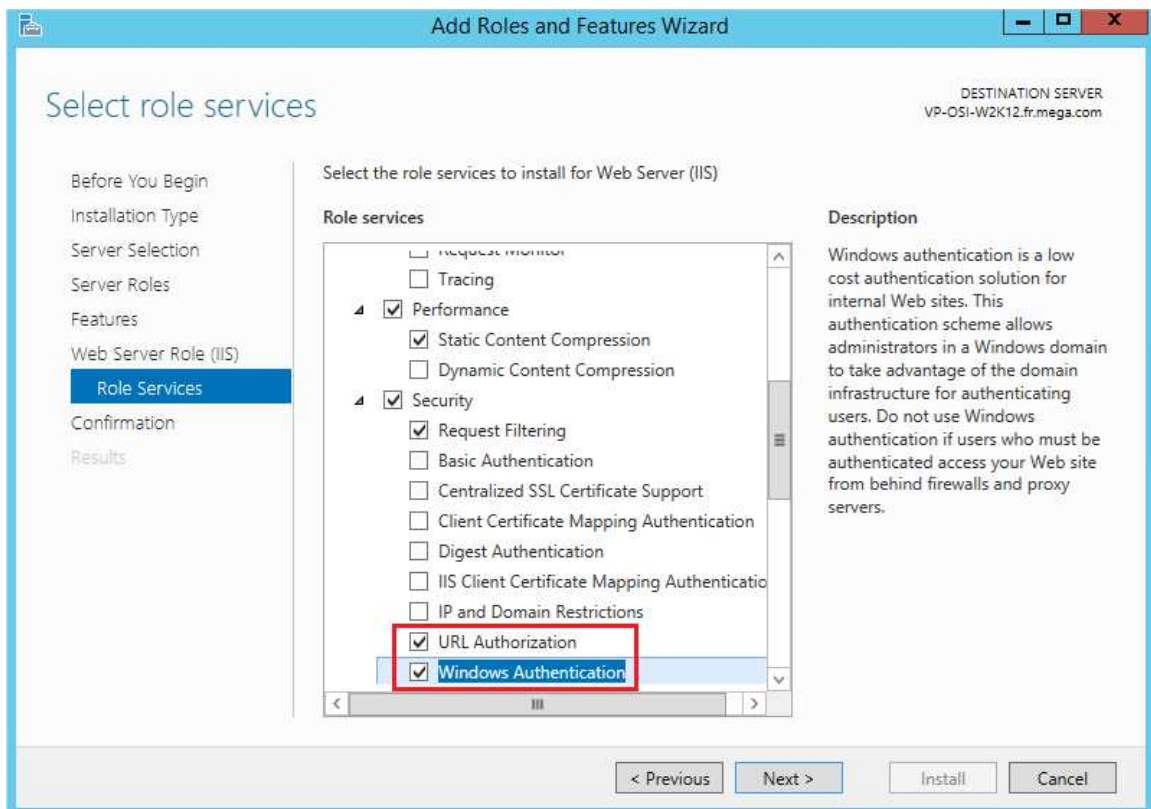 Add Roles and Features Wizard
Select role services
DESTINATION SERVER
VP-OSI-W2K12.fr.mega.com
Before You Begin
Installation Type
Server Selection
Server Roles
Features
Web Server Role (IIS)
Role Services
Confirmation
Results
Select the role services to install for Web Server (IIS)
Role services
Request Monitor
Tracing
Performance
Static Content Compression
Dynamic Content Compression
Security
Request Filtering
Basic Authentication
Centralized SSL Certificate Support
Client Certificate Mapping Authentication
Digest Authentication
IIS Client Certificate Mapping Authenticatio
IP and Domain Restrictions
URL Authorization
Windows Authentication
Description
Windows authentication is a low
cost authentication solution for
internal Web sites. This
authentication scheme allows
administrators in a Windows domain
to take advantage of the domain
infrastructure for authenticating
users. Do not use Windows
authentication if users who must be
authenticated access your Web site
from behind firewalls and proxy
servers.
< Previous
Next >
Install
Cancel